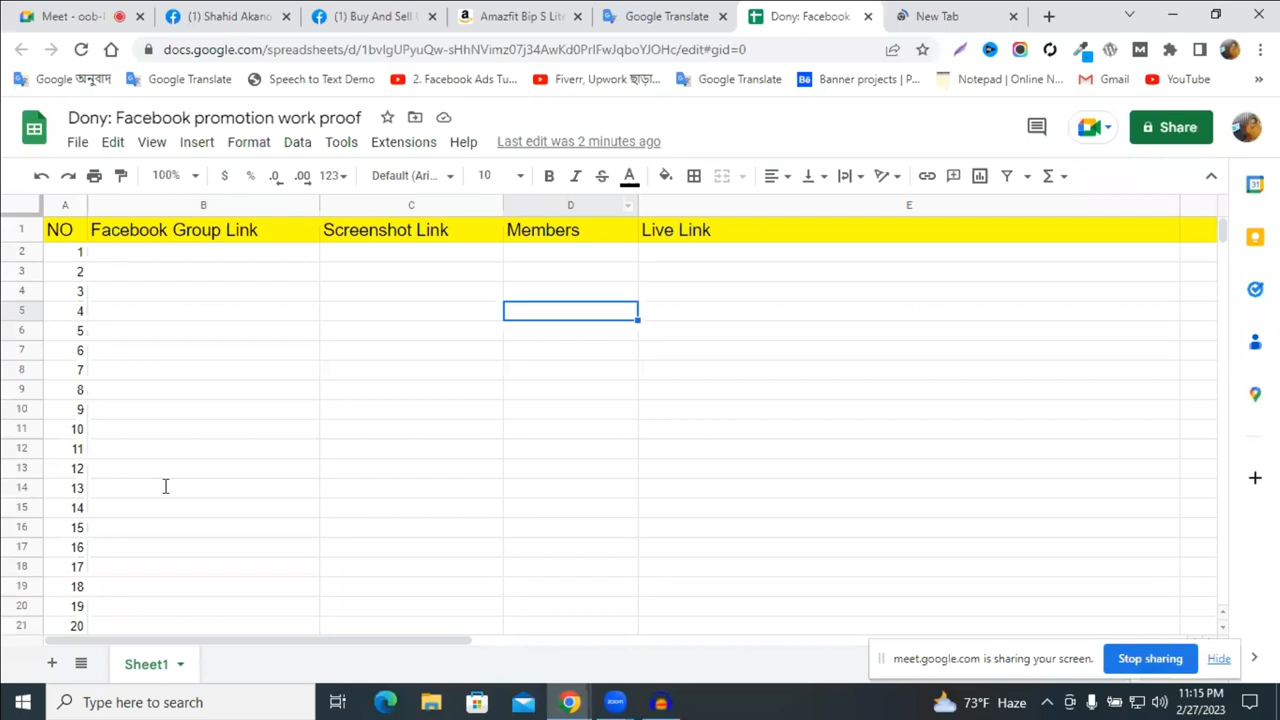 Meet - oob-l
(1) Shahid Akano
(1) Buy And Sell
Amazfit Bip S Lite
Google Translate
Dony: Facebook
New Tab
docs.google.com/spreadsheets/d/1bvlgUPyuQw-sHhNVimz07j34AwKd0PrlFwJqboYJOHc/edit#gid=0
Google অনুবাদ
Google Translate
Speech to Text Demo
2. Facebook Ads Tu...
Fiverr, Upwork ছাড়া...
Google Translate
Banner projects | P...
Notepad | Online N...
Gmail
YouTube
Dony: Facebook promotion work proof
Share
File Edit View Insert Format Data Tools Extensions Help Last edit was 2 minutes ago
100% $ % .0 .00 123 Default (Ari... 10 B I S A
A B C D E
1 NO Facebook Group Link Screenshot Link Members Live Link
2 1
3 2
4 3
5 4
6 5
7 6
8 7
9 8
10 9
11 10
12 11
13 12
14 13
15 14
16 15
17 16
18 17
19 18
20 19
21 20
Sheet1
meet.google.com is sharing your screen. Stop sharing Hide
Type here to search
zoom
73°F Haze
11:15 PM
2/27/2023